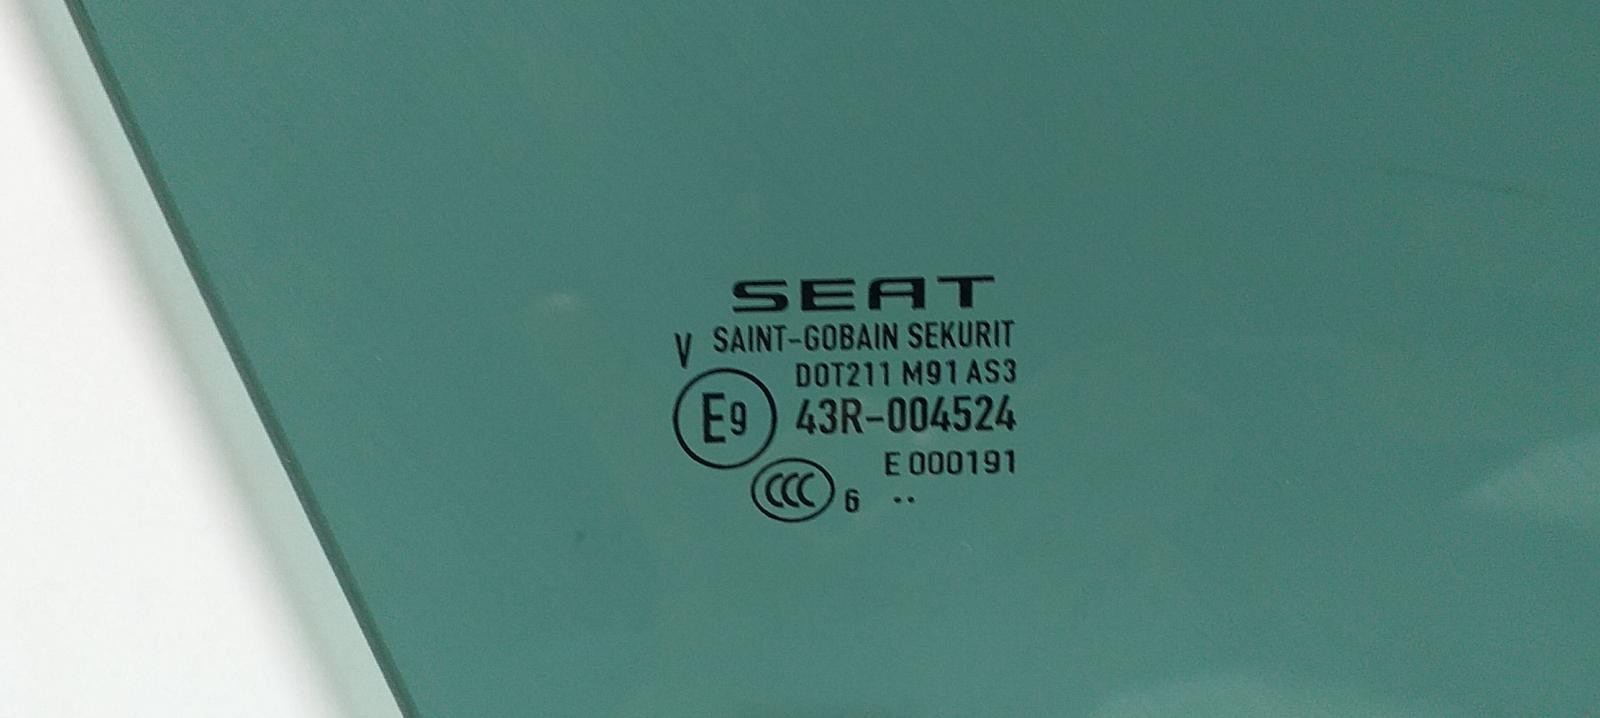 SEAT
V SAINT-GOBAIN SEKURIT
DOT211 M91 AS3
E9 43R-004524
E 000191
CCC 6 ..